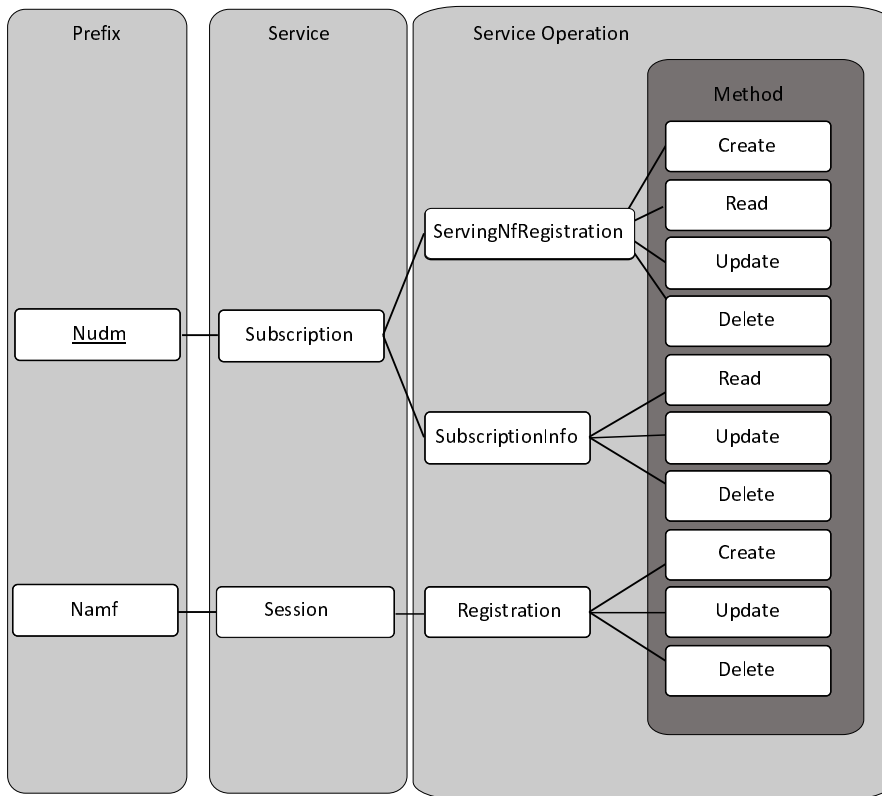 Prefix
Service
Service Operation
Method
Create
Read
ServingNfRegistration
Update
Delete
Nudm
Subscription
Read
SubscriptionInfo
Update
Delete
Create
Namf
Session
Registration
Update
Delete